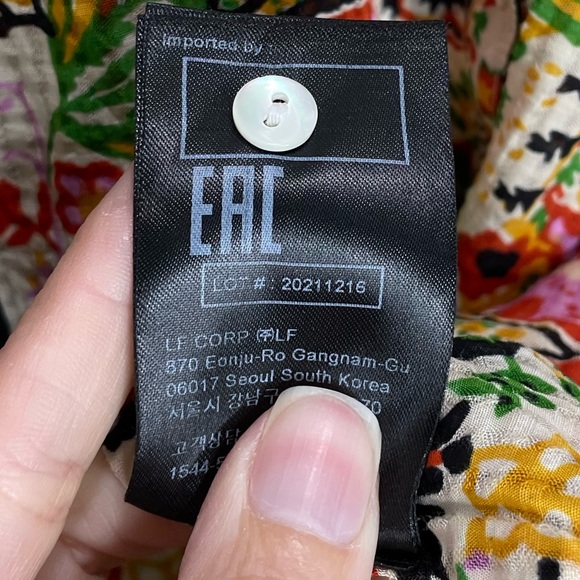 Imported by :
EAC
LOT # : 20211216
LF CORP ㈜LF
870 Eonju-Ro Gangnam-Gu
06017 Seoul South Korea
서울시 강남구
고객상담
1544-